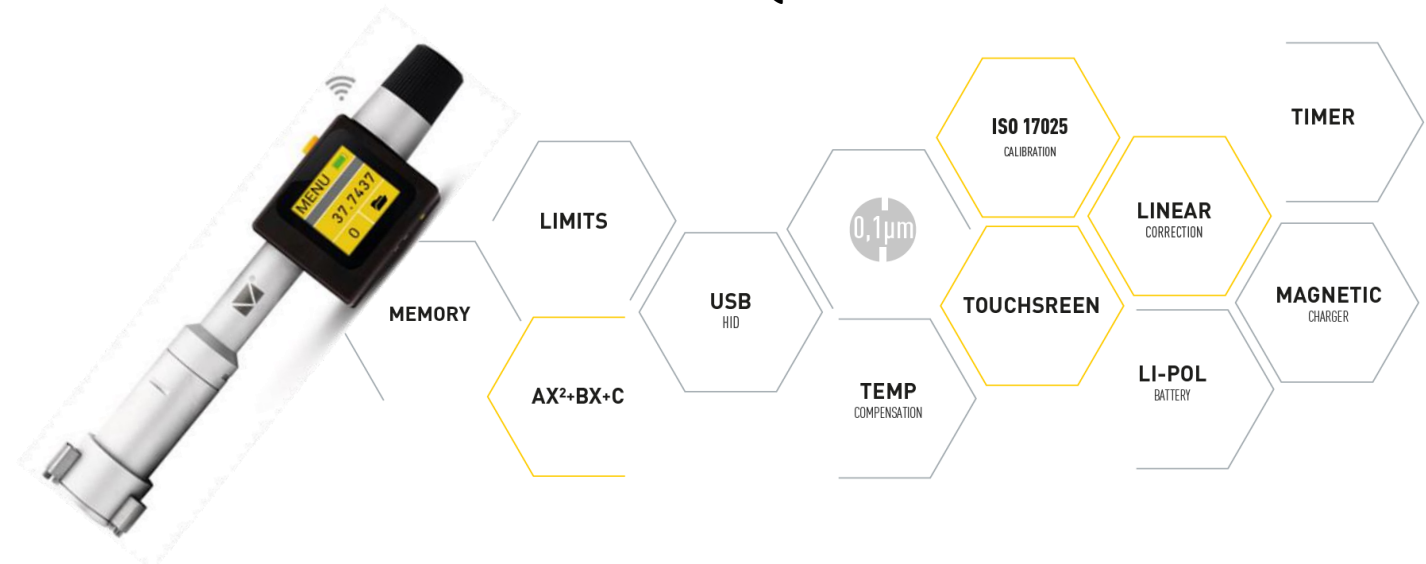 MENU
37.7437
0
MEMORY
LIMITS
AX²+BX+C
USB
HID
0,1µm
TEMP
COMPENSATION
ISO 17025
CALIBRATION
TOUCHSREEN
LINEAR
CORRECTION
LI-POL
BATTERY
TIMER
MAGNETIC
CHARGER